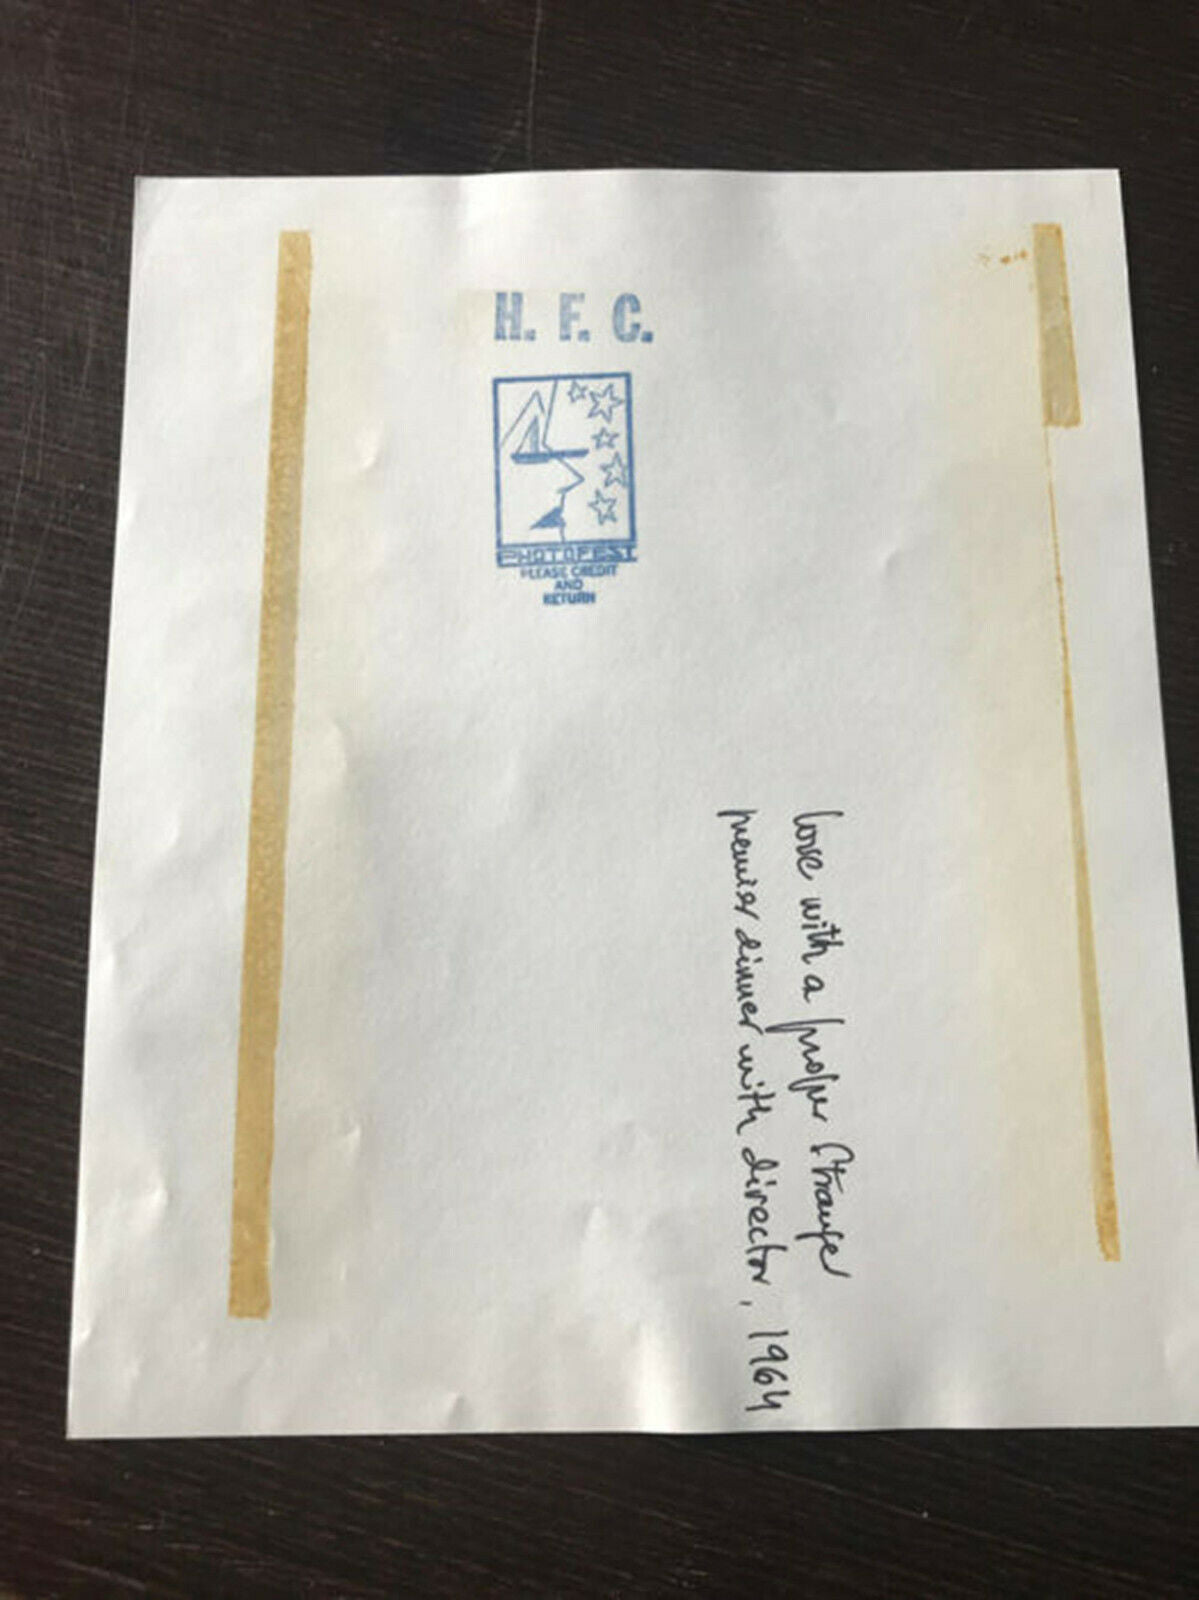 H. F. C.
PHOTOFEST
PLEASE CREDIT
AND
RETURN
Love with a proper Stranger
premier dinner with director, 1964